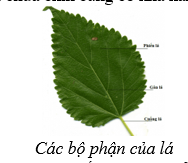 Phiến lá
Gân lá
Cuống lá
Các bộ phận của lá